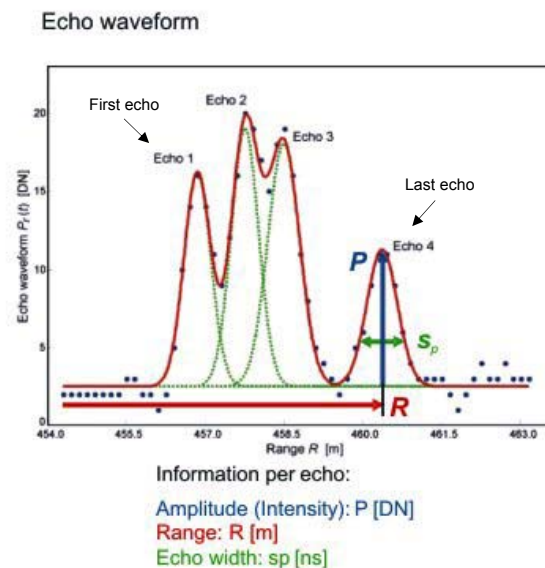 Echo waveform
First echo
Echo 1
Echo 2
Echo 3
Last echo
Echo 4
P
sp
R
Echo waveform Pr(t) [DN]
20
15
10
5
0
454.0 455.5 457.0 458.5 460.0 461.5 463.0
Range R [m]
Information per echo:
Amplitude (Intensity): P [DN]
Range: R [m]
Echo width: sp [ns]